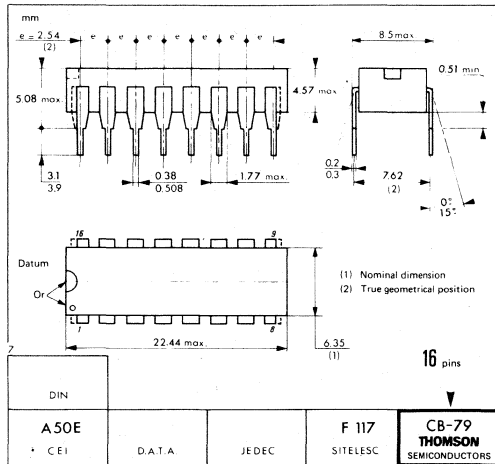 mm
e = 2.54
(2)
e e e e e e
8.5 max.
0.51 min
5.08 max.
4.57 max.
3.1
3.9
0.38
0.508
1.77 max.
0.2
0.3
7.62
(2)
0°
15°
16
9
Datum
Or
1
8
(1) Nominal dimension
(2) True geometrical position
22.44 max.
6.35
(1)
7
16 pins
DIN
A50E
CEI
D.A.T.A.
JEDEC
F 117
SITELESC
CB-79
THOMSON
SEMICONDUCTORS